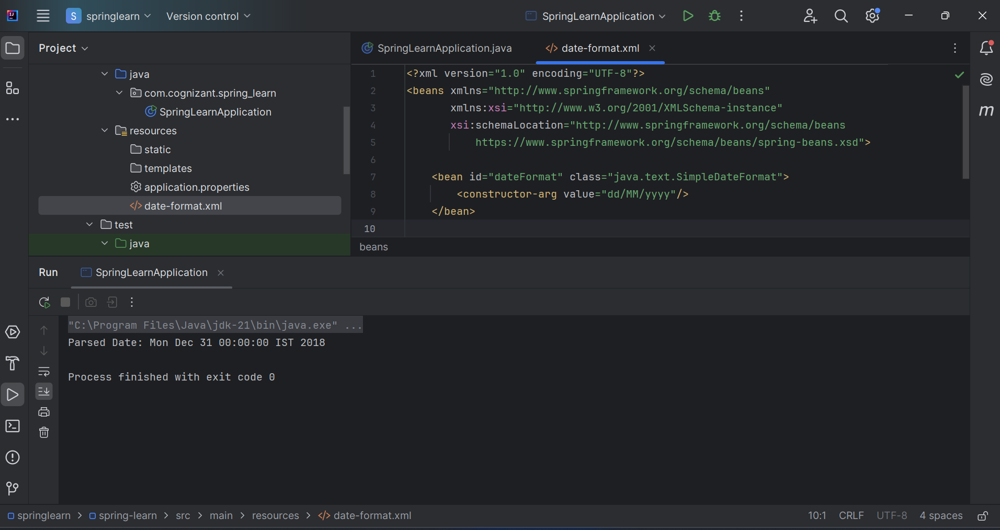 S springlearn Version control SpringLearnApplication
Project
java
com.cognizant.spring_learn
SpringLearnApplication
resources
static
templates
application.properties
</> date-format.xml
test
java
SpringLearnApplication.java </> date-format.xml
1 <?xml version="1.0" encoding="UTF-8"?>
2 <beans xmlns="http://www.springframework.org/schema/beans"
3 xmlns:xsi="http://www.w3.org/2001/XMLSchema-instance"
4 xsi:schemaLocation="http://www.springframework.org/schema/beans
5 https://www.springframework.org/schema/beans/spring-beans.xsd">
6
7 <bean id="dateFormat" class="java.text.SimpleDateFormat">
8 <constructor-arg value="dd/MM/yyyy"/>
9 </bean>
10
beans
m
Run SpringLearnApplication
"C:\Program Files\Java\jdk-21\bin\java.exe" ...
Parsed Date: Mon Dec 31 00:00:00 IST 2018
Process finished with exit code 0
springlearn > spring-learn > src > main > resources > </> date-format.xml 10:1 CRLF UTF-8 4 spaces